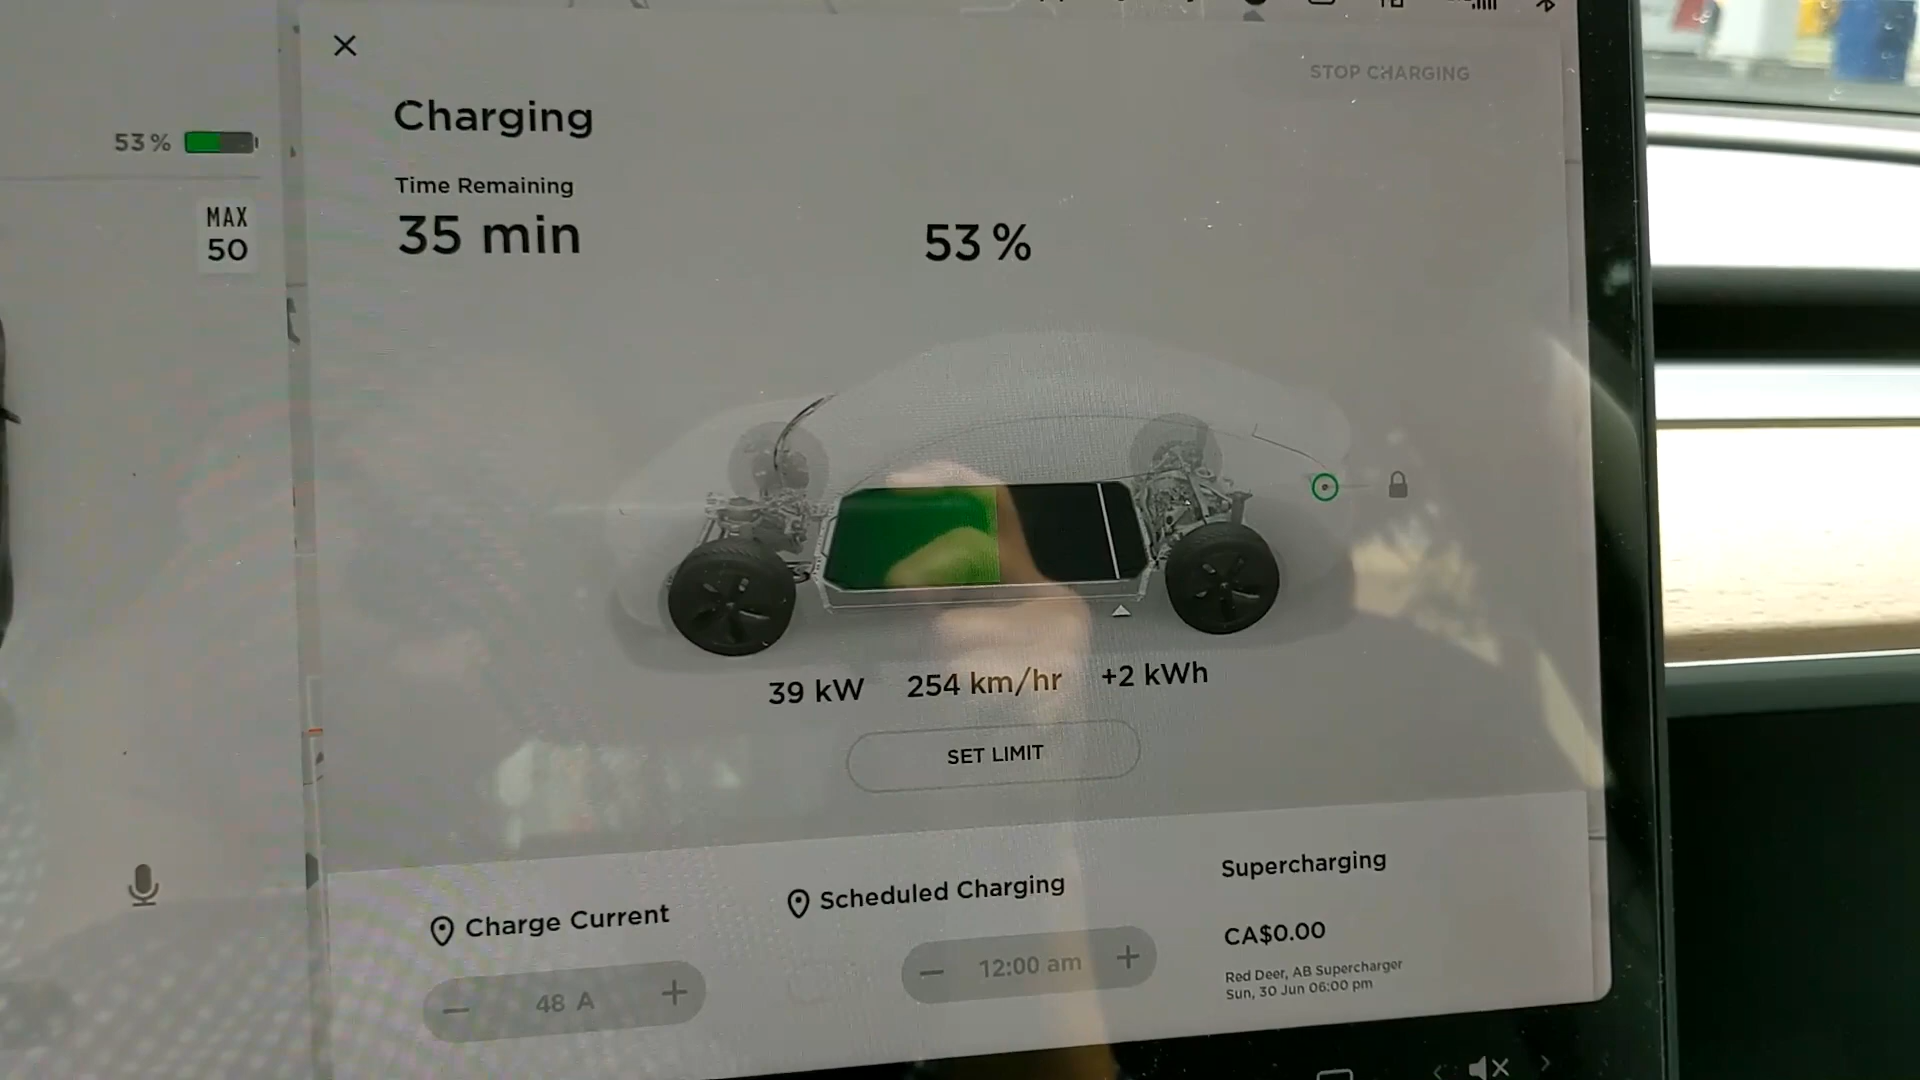 STOP CHARGING
Charging
53 %
Time Remaining
MAX
50
35 min
53 %
39 kW 254 km/hr +2 kWh
SET LIMIT
Charge Current
48 A
Scheduled Charging
12:00 am
Supercharging
CA$0.00
Red Deer, AB Supercharger
Sun, 30 Jun 06:00 pm